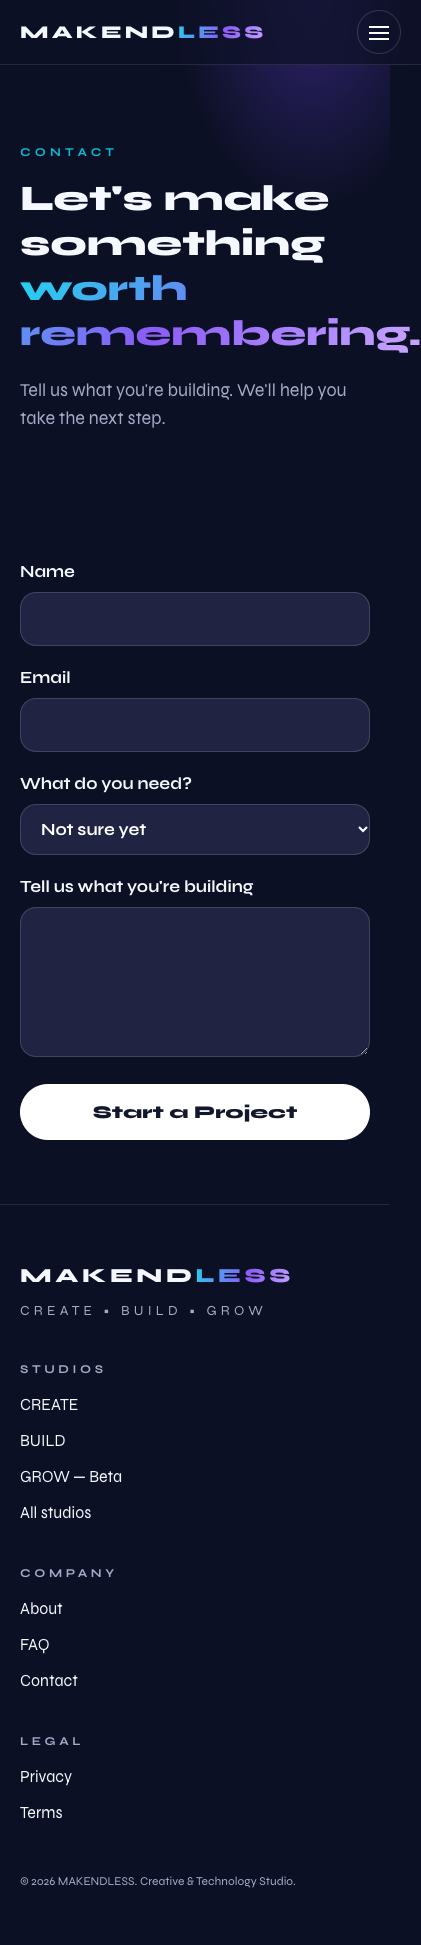 MAKENDLESS
CONTACT
Let's make
something
worth
remembering.
Tell us what you're building. We'll help you
take the next step.
Name
Email
What do you need?
Not sure yet
Tell us what you're building
Start a Project
MAKENDLESS
CREATE ▪ BUILD ▪ GROW
STUDIOS
CREATE
BUILD
GROW — Beta
All studios
COMPANY
About
FAQ
Contact
LEGAL
Privacy
Terms
© 2026 MAKENDLESS. Creative & Technology Studio.